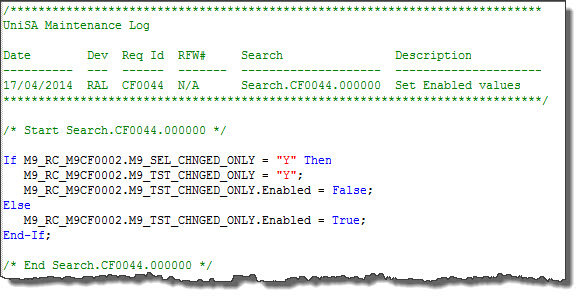 /******************************************************************************
UniSA Maintenance Log

Date        Dev  Req Id  RFW#     Search                Description
----------  ---  ------  -------  --------------------  ---------------------
17/04/2014  RAL  CF0044  N/A      Search.CF0044.000000  Set Enabled values
*******************************************************************************/

/* Start Search.CF0044.000000 */

If M9_RC_M9CF0002.M9_SEL_CHNGED_ONLY = "Y" Then
   M9_RC_M9CF0002.M9_TST_CHNGED_ONLY = "Y";
   M9_RC_M9CF0002.M9_TST_CHNGED_ONLY.Enabled = False;
Else
   M9_RC_M9CF0002.M9_TST_CHNGED_ONLY.Enabled = True;
End-If;

/* End Search.CF0044.000000 */